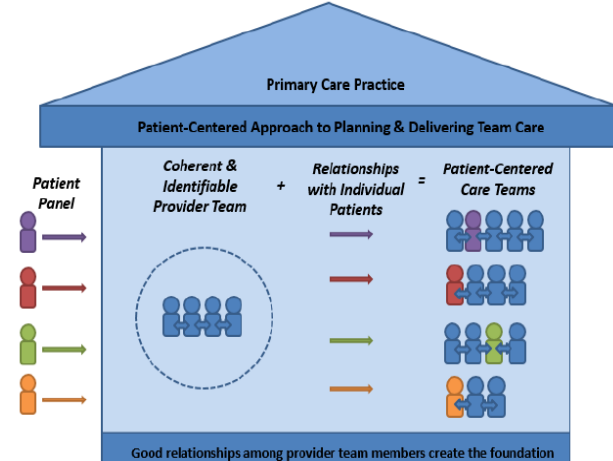 Primary Care Practice
Patient-Centered Approach to Planning & Delivering Team Care
Patient
Panel
Coherent &
Identifiable
Provider Team
+
Relationships
with Individual
Patients
=
Patient-Centered
Care Teams
Good relationships among provider team members create the foundation